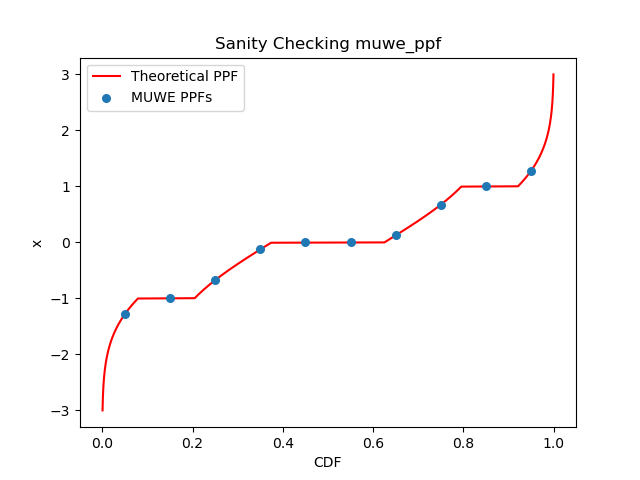 Sanity Checking muwe_ppf
Theoretical PPF
MUWE PPFs
3
2
1
0
−1
−2
−3
x
0.0 0.2 0.4 0.6 0.8 1.0
CDF